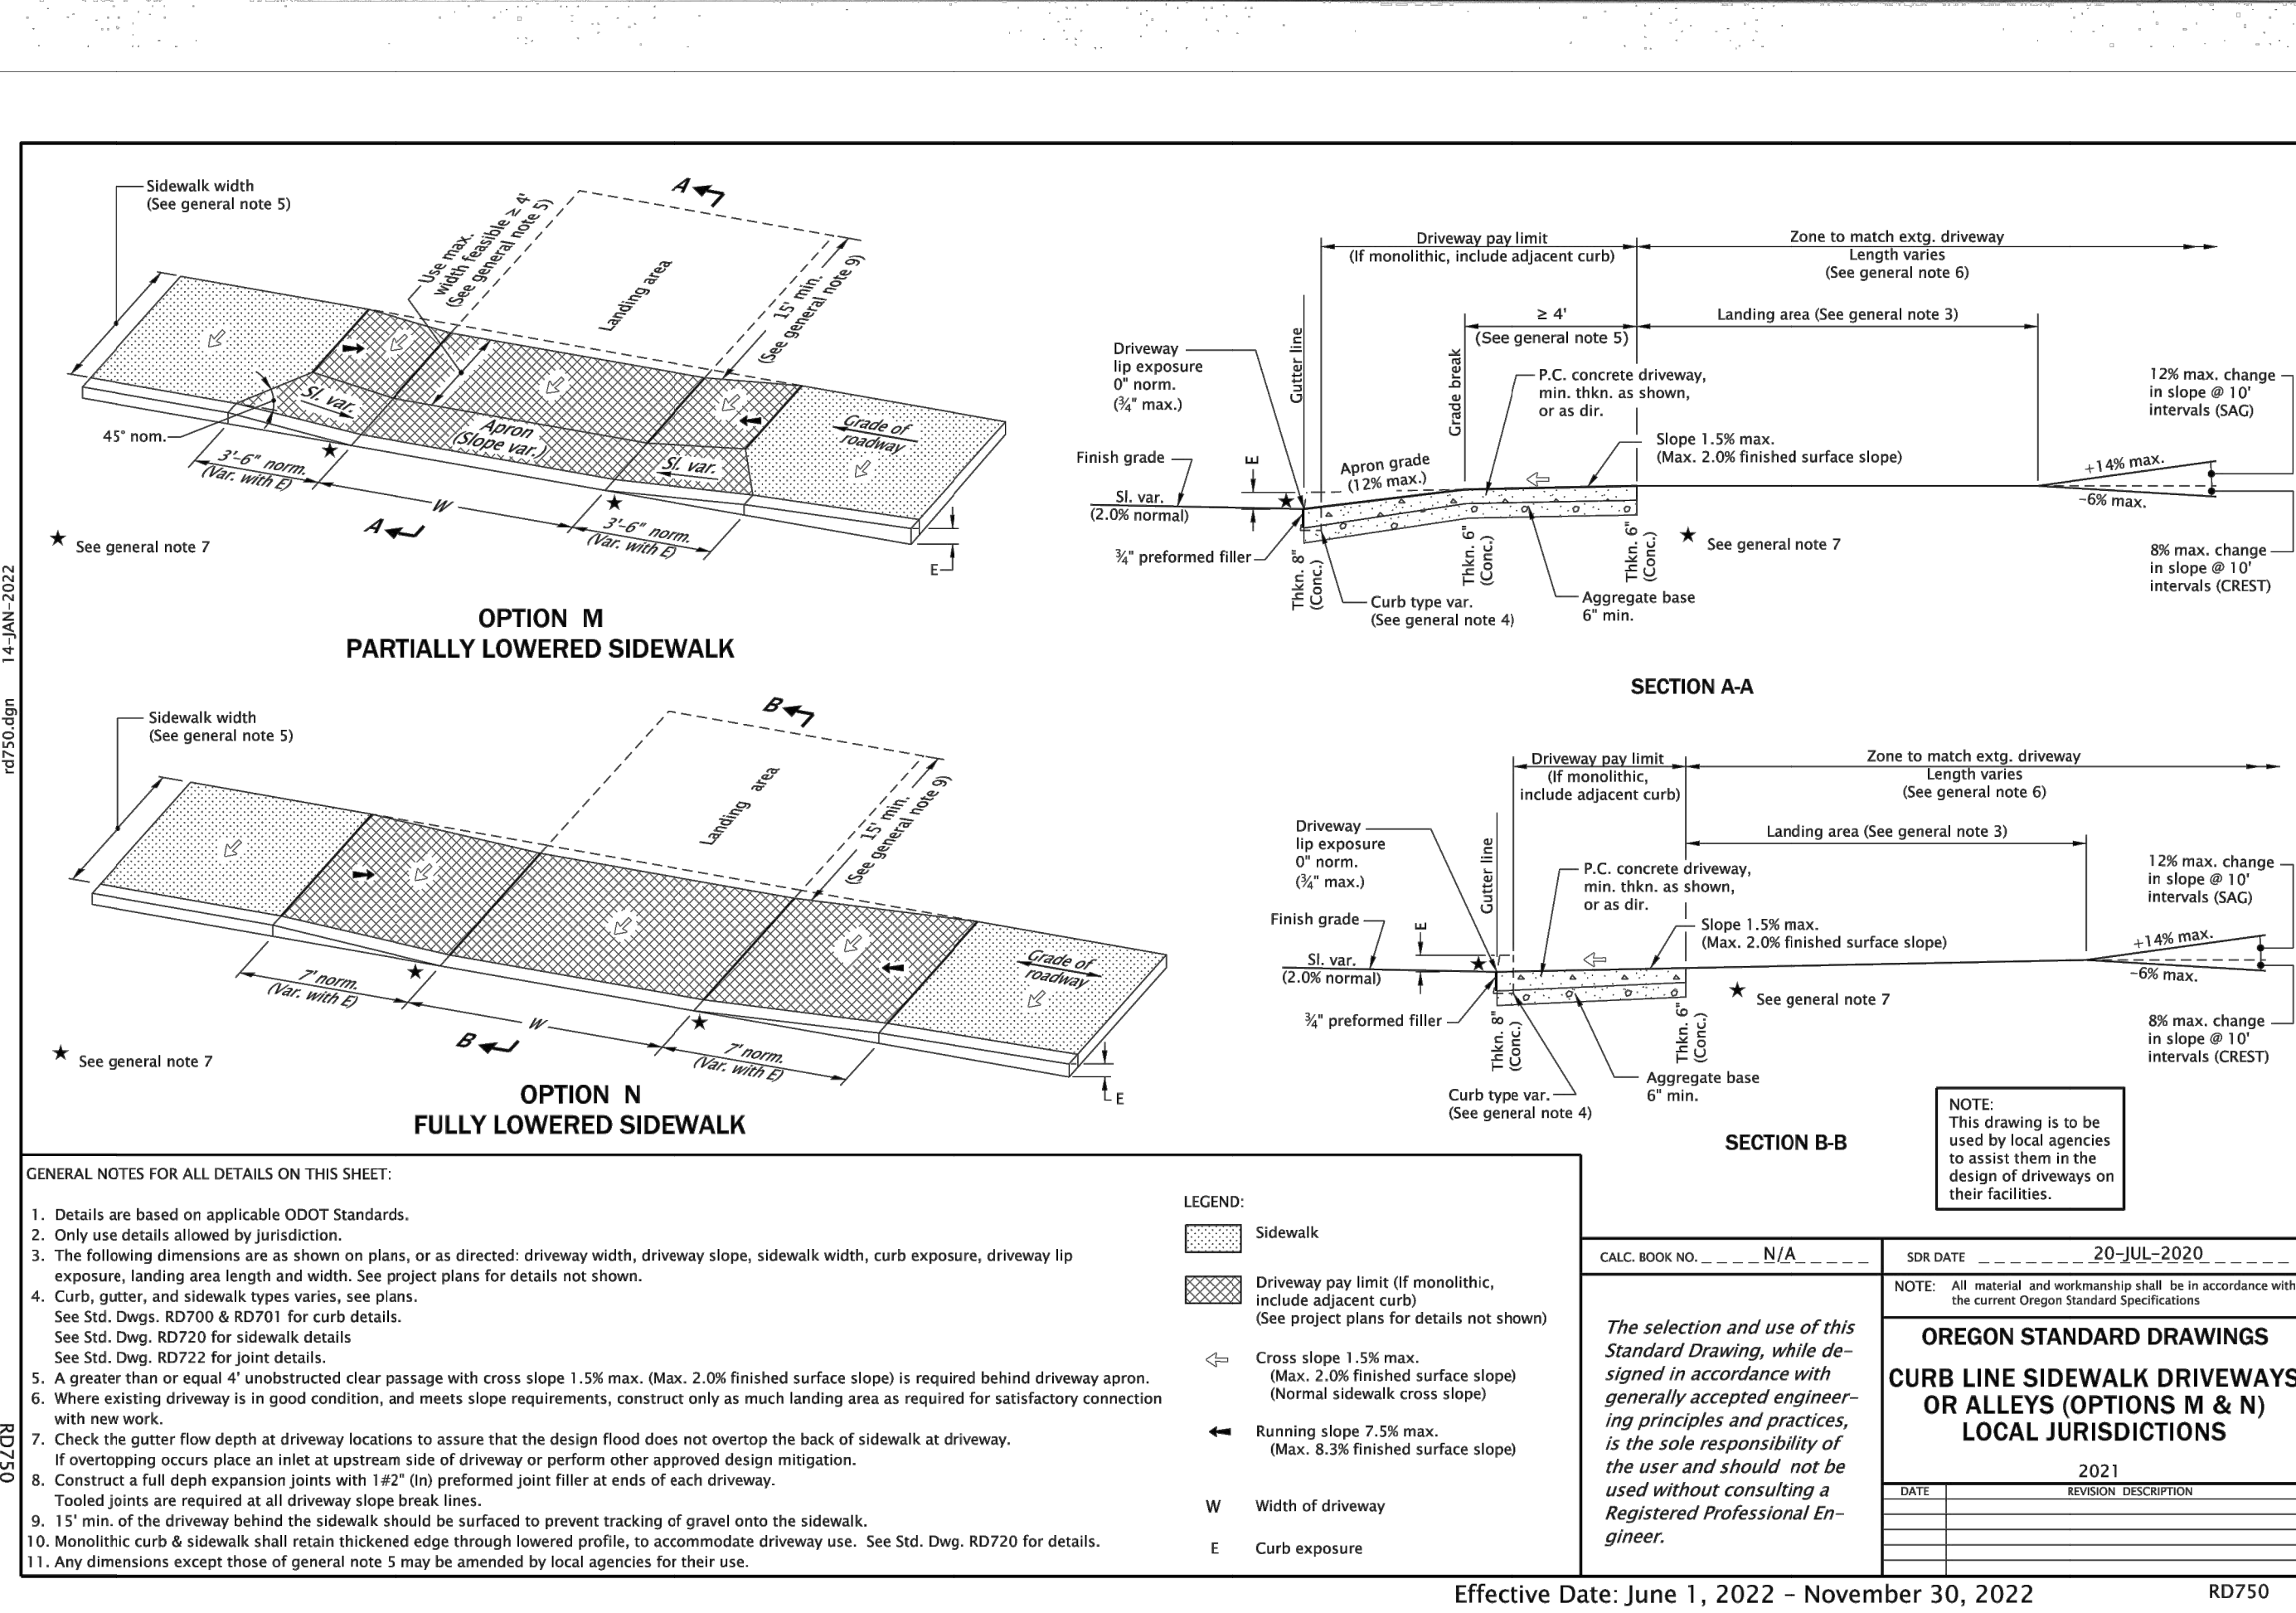 Sidewalk width
(See general note 5)
Use max.
width feasible ≥ 4'
(See general note 5)
A
Landing area
15' min.
(See general note 9)
Sl. var.
Apron
(Slope var.)
Sl. var.
Grade of
roadway
45° nom.
3'-6" norm.
(Var. with E)
W
A
3'-6" norm.
(Var. with E)
E
★ See general note 7
OPTION M
PARTIALLY LOWERED SIDEWALK
Driveway pay limit
(If monolithic, include adjacent curb)
Zone to match extg. driveway
Length varies
(See general note 6)
≥ 4'
(See general note 5)
Landing area (See general note 3)
Driveway
lip exposure
0" norm.
(¾" max.)
Gutter line
Grade break
P.C. concrete driveway,
min. thkn. as shown,
or as dir.
12% max. change
in slope @ 10'
intervals (SAG)
Slope 1.5% max.
(Max. 2.0% finished surface slope)
Finish grade
E
Apron grade
(12% max.)
Sl. var.
(2.0% normal)
★
+14% max.
-6% max.
¾" preformed filler
Thkn. 8"
(Conc.)
Thkn. 6"
(Conc.)
Thkn. 6"
(Conc.)
★ See general note 7
8% max. change
in slope @ 10'
intervals (CREST)
Curb type var.
(See general note 4)
Aggregate base
6" min.
SECTION A-A
Sidewalk width
(See general note 5)
B
Landing area
15' min.
(See general note 9)
Grade of
roadway
7' norm.
(Var. with E)
W
B
7' norm.
(Var. with E)
E
★ See general note 7
OPTION N
FULLY LOWERED SIDEWALK
Driveway pay limit
(If monolithic,
include adjacent curb)
Zone to match extg. driveway
Length varies
(See general note 6)
Landing area (See general note 3)
Driveway
lip exposure
0" norm.
(¾" max.)
Gutter line
P.C. concrete driveway,
min. thkn. as shown,
or as dir.
12% max. change
in slope @ 10'
intervals (SAG)
Finish grade
E
Slope 1.5% max.
(Max. 2.0% finished surface slope)
Sl. var.
(2.0% normal)
★
+14% max.
-6% max.
¾" preformed filler
Thkn. 8"
(Conc.)
Thkn. 6"
(Conc.)
★ See general note 7
8% max. change
in slope @ 10'
intervals (CREST)
Curb type var.
(See general note 4)
Aggregate base
6" min.
SECTION B-B
NOTE:
This drawing is to be
used by local agencies
to assist them in the
design of driveways on
their facilities.
GENERAL NOTES FOR ALL DETAILS ON THIS SHEET:
1. Details are based on applicable ODOT Standards.
2. Only use details allowed by jurisdiction.
3. The following dimensions are as shown on plans, or as directed: driveway width, driveway slope, sidewalk width, curb exposure, driveway lip
exposure, landing area length and width. See project plans for details not shown.
4. Curb, gutter, and sidewalk types varies, see plans.
See Std. Dwgs. RD700 & RD701 for curb details.
See Std. Dwg. RD720 for sidewalk details
See Std. Dwg. RD722 for joint details.
5. A greater than or equal 4' unobstructed clear passage with cross slope 1.5% max. (Max. 2.0% finished surface slope) is required behind driveway apron.
6. Where existing driveway is in good condition, and meets slope requirements, construct only as much landing area as required for satisfactory connection
with new work.
7. Check the gutter flow depth at driveway locations to assure that the design flood does not overtop the back of sidewalk at driveway.
If overtopping occurs place an inlet at upstream side of driveway or perform other approved design mitigation.
8. Construct a full deph expansion joints with 1#2" (In) preformed joint filler at ends of each driveway.
Tooled joints are required at all driveway slope break lines.
9. 15' min. of the driveway behind the sidewalk should be surfaced to prevent tracking of gravel onto the sidewalk.
10. Monolithic curb & sidewalk shall retain thickened edge through lowered profile, to accommodate driveway use. See Std. Dwg. RD720 for details.
11. Any dimensions except those of general note 5 may be amended by local agencies for their use.
LEGEND:
Sidewalk
Driveway pay limit (If monolithic,
include adjacent curb)
(See project plans for details not shown)
Cross slope 1.5% max.
(Max. 2.0% finished surface slope)
(Normal sidewalk cross slope)
Running slope 7.5% max.
(Max. 8.3% finished surface slope)
W Width of driveway
E Curb exposure
CALC. BOOK NO. N/A
SDR DATE 20-JUL-2020
NOTE: All material and workmanship shall be in accordance with
the current Oregon Standard Specifications
The selection and use of this
Standard Drawing, while de-
signed in accordance with
generally accepted engineer-
ing principles and practices,
is the sole responsibility of
the user and should not be
used without consulting a
Registered Professional En-
gineer.
OREGON STANDARD DRAWINGS
CURB LINE SIDEWALK DRIVEWAYS
OR ALLEYS (OPTIONS M & N)
LOCAL JURISDICTIONS
2021
DATE REVISION DESCRIPTION
Effective Date: June 1, 2022 – November 30, 2022
RD750
rd750.dgn 14-JAN-2022
RD750